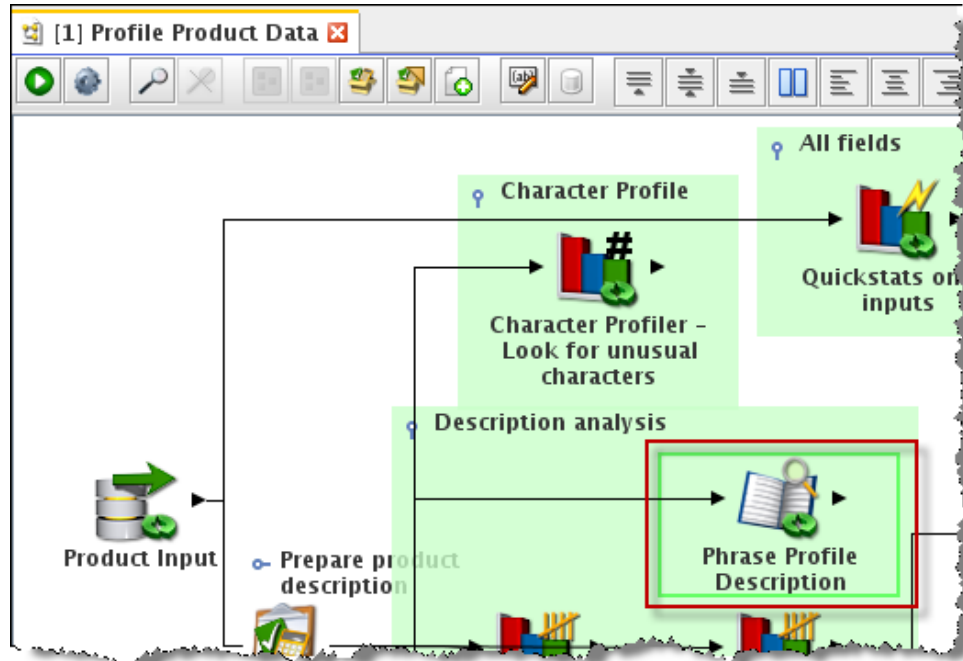 [1] Profile Product Data
All fields
Character Profile
#
Quickstats on
inputs
Character Profiler –
Look for unusual
characters
Description analysis
Product Input
Prepare product
description
Phrase Profile
Description